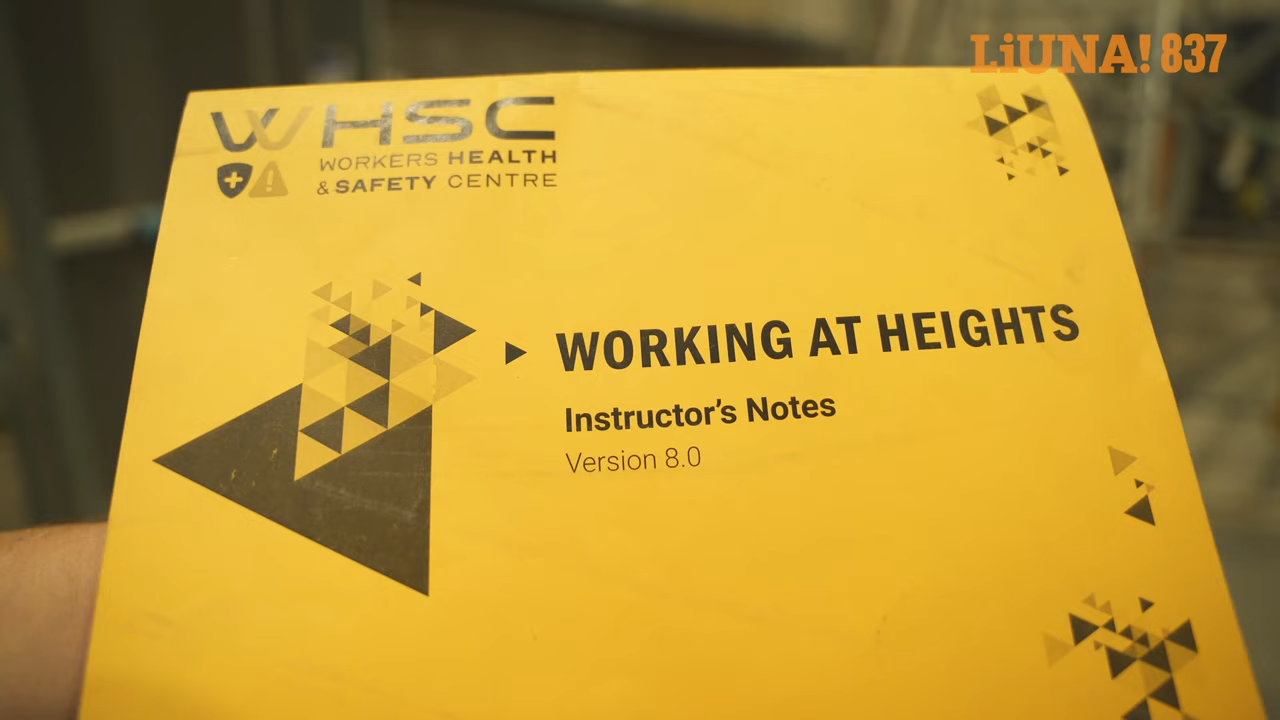 LiUNA! 837
WHSC
WORKERS HEALTH
& SAFETY CENTRE
WORKING AT HEIGHTS
Instructor's Notes
Version 8.0